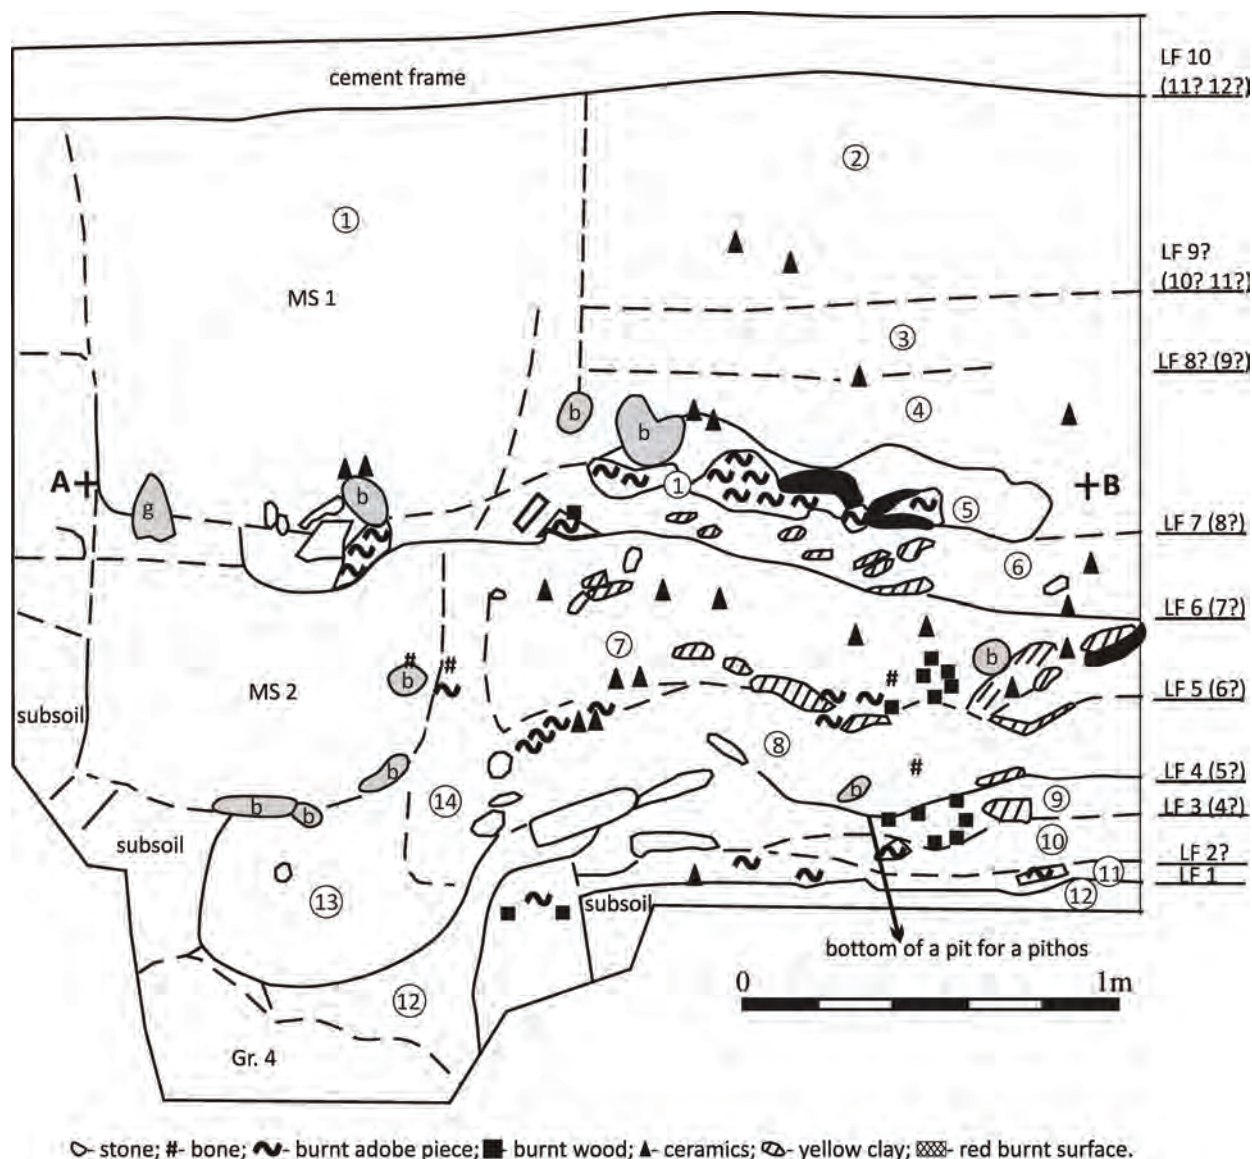 LF 10
(11? 12?)
cement frame
②
①
LF 9?
(10? 11?)
MS 1
③
LF 8? (9?)
④
b
b
A
B
①
g
b
⑤
LF 7 (8?)
⑥
LF 6 (7?)
⑦
b
b
MS 2
LF 5 (6?)
subsoil
⑧
b
LF 4 (5?)
b
⑨
b
b
⑭
LF 3 (4?)
⑩
subsoil
LF 2?
⑪
LF 1
⑬
subsoil
⑫
bottom of a pit for a pithos
0
1m
⑫
Gr. 4
- stone; #- bone; - burnt adobe piece; - burnt wood; - ceramics; - yellow clay; - red burnt surface.